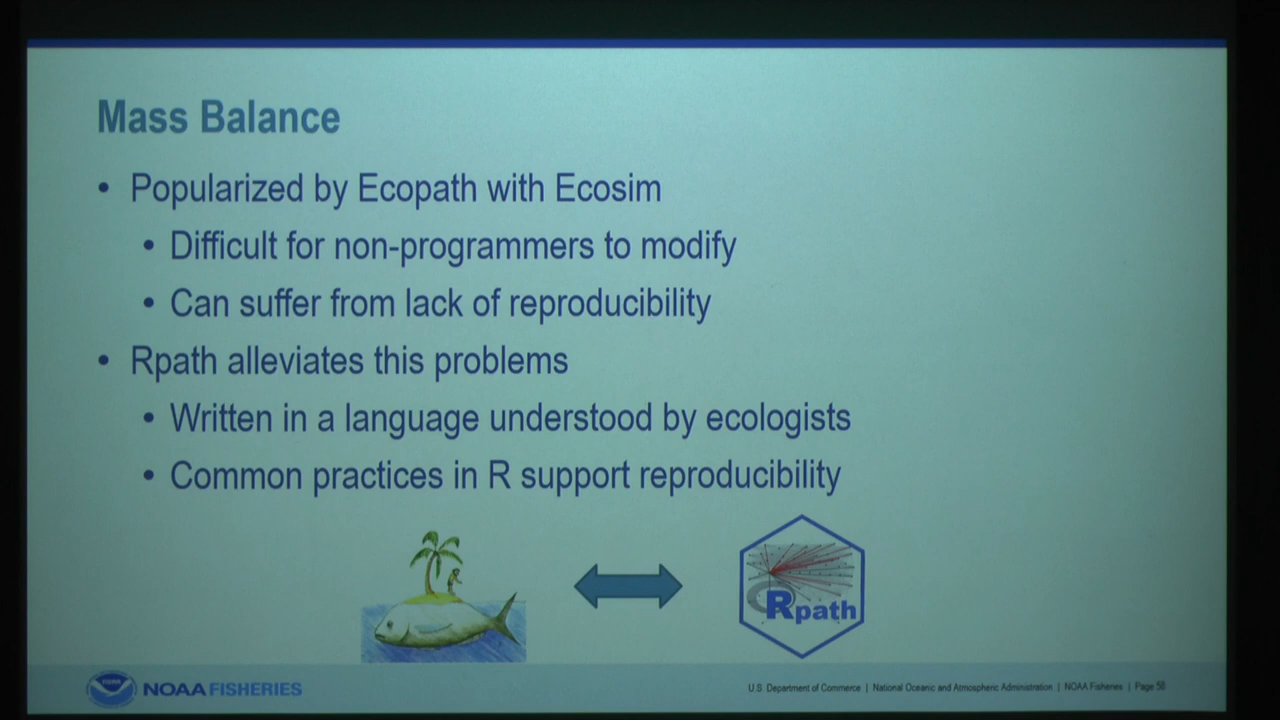 Mass Balance
• Popularized by Ecopath with Ecosim
• Difficult for non-programmers to modify
• Can suffer from lack of reproducibility
• Rpath alleviates this problems
• Written in a language understood by ecologists
• Common practices in R support reproducibility
Rpath
NOAA FISHERIES
U.S. Department of Commerce | National Oceanic and Atmospheric Administration | NOAA Fisheries | Page 58